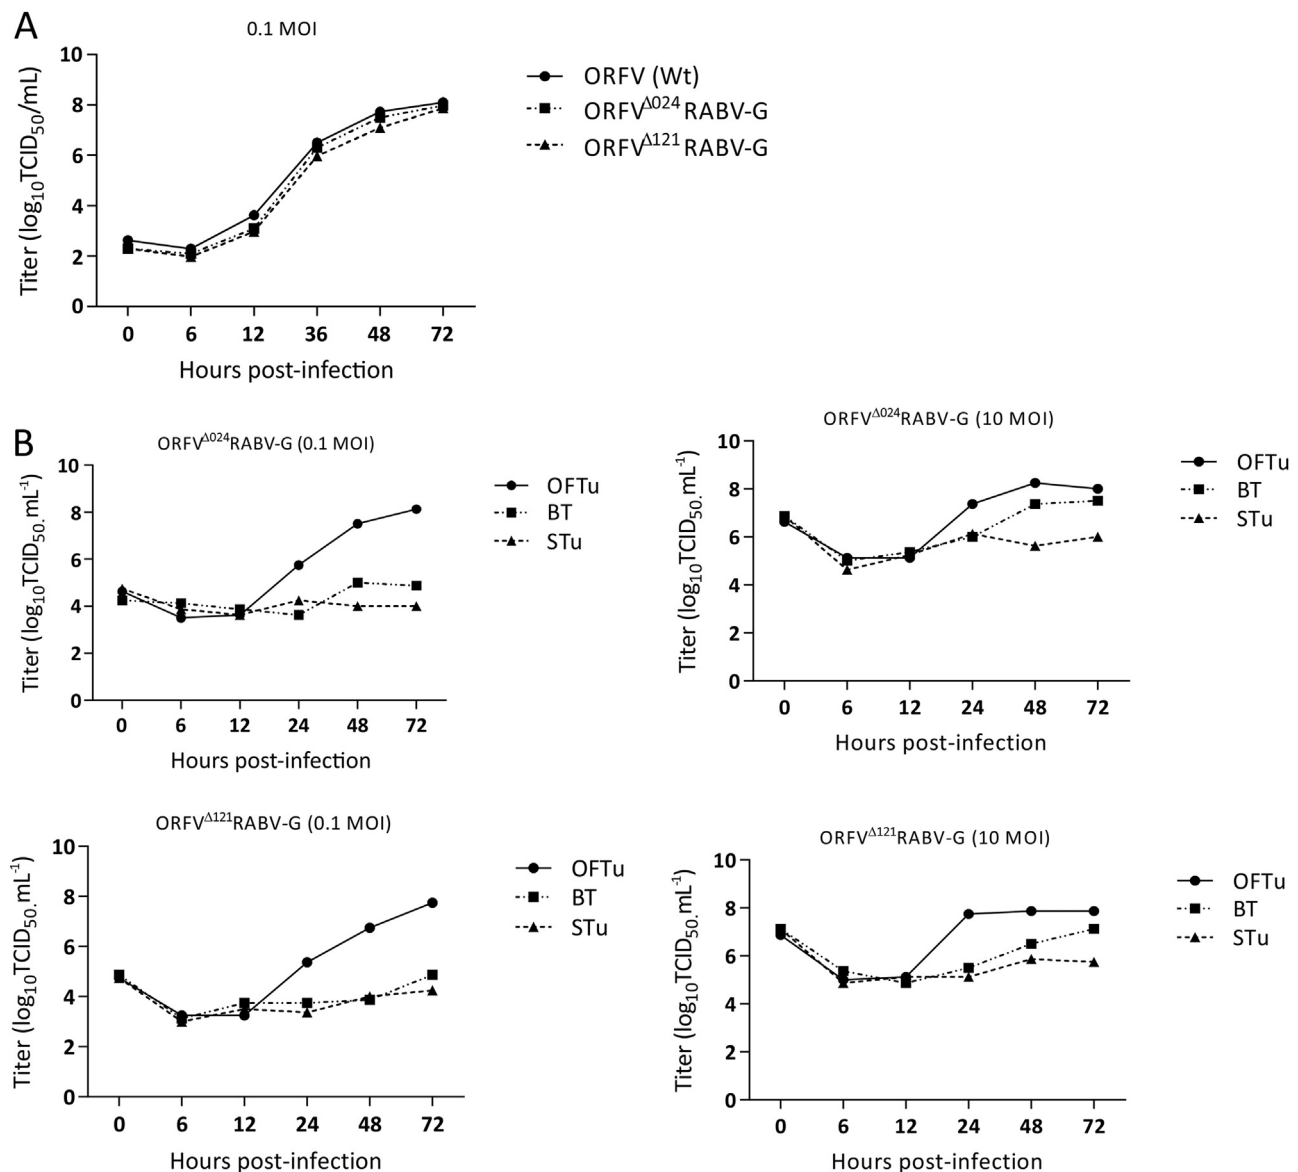 A
0.1 MOI
Titer (log10TCID50/mL)
10
8
6
4
2
0
0 6 12 36 48 72
Hours post-infection
ORFV (Wt)
ORFVΔ024 RABV-G
ORFVΔ121 RABV-G
B
ORFVΔ024RABV-G (0.1 MOI)
Titer (log10TCID50.mL-1)
10
8
6
4
2
0
0 6 12 24 48 72
Hours post-infection
OFTu
BT
STu
ORFVΔ024RABV-G (10 MOI)
Titer (log10TCID50.mL-1)
10
8
6
4
2
0
0 6 12 24 48 72
Hours post-infection
OFTu
BT
STu
ORFVΔ121RABV-G (0.1 MOI)
Titer (log10TCID50.mL-1)
10
8
6
4
2
0
0 6 12 24 48 72
Hours post-infection
OFTu
BT
STu
ORFVΔ121RABV-G (10 MOI)
Titer (log10TCID50.mL-1)
10
8
6
4
2
0
0 6 12 24 48 72
Hours post-infection
OFTu
BT
STu